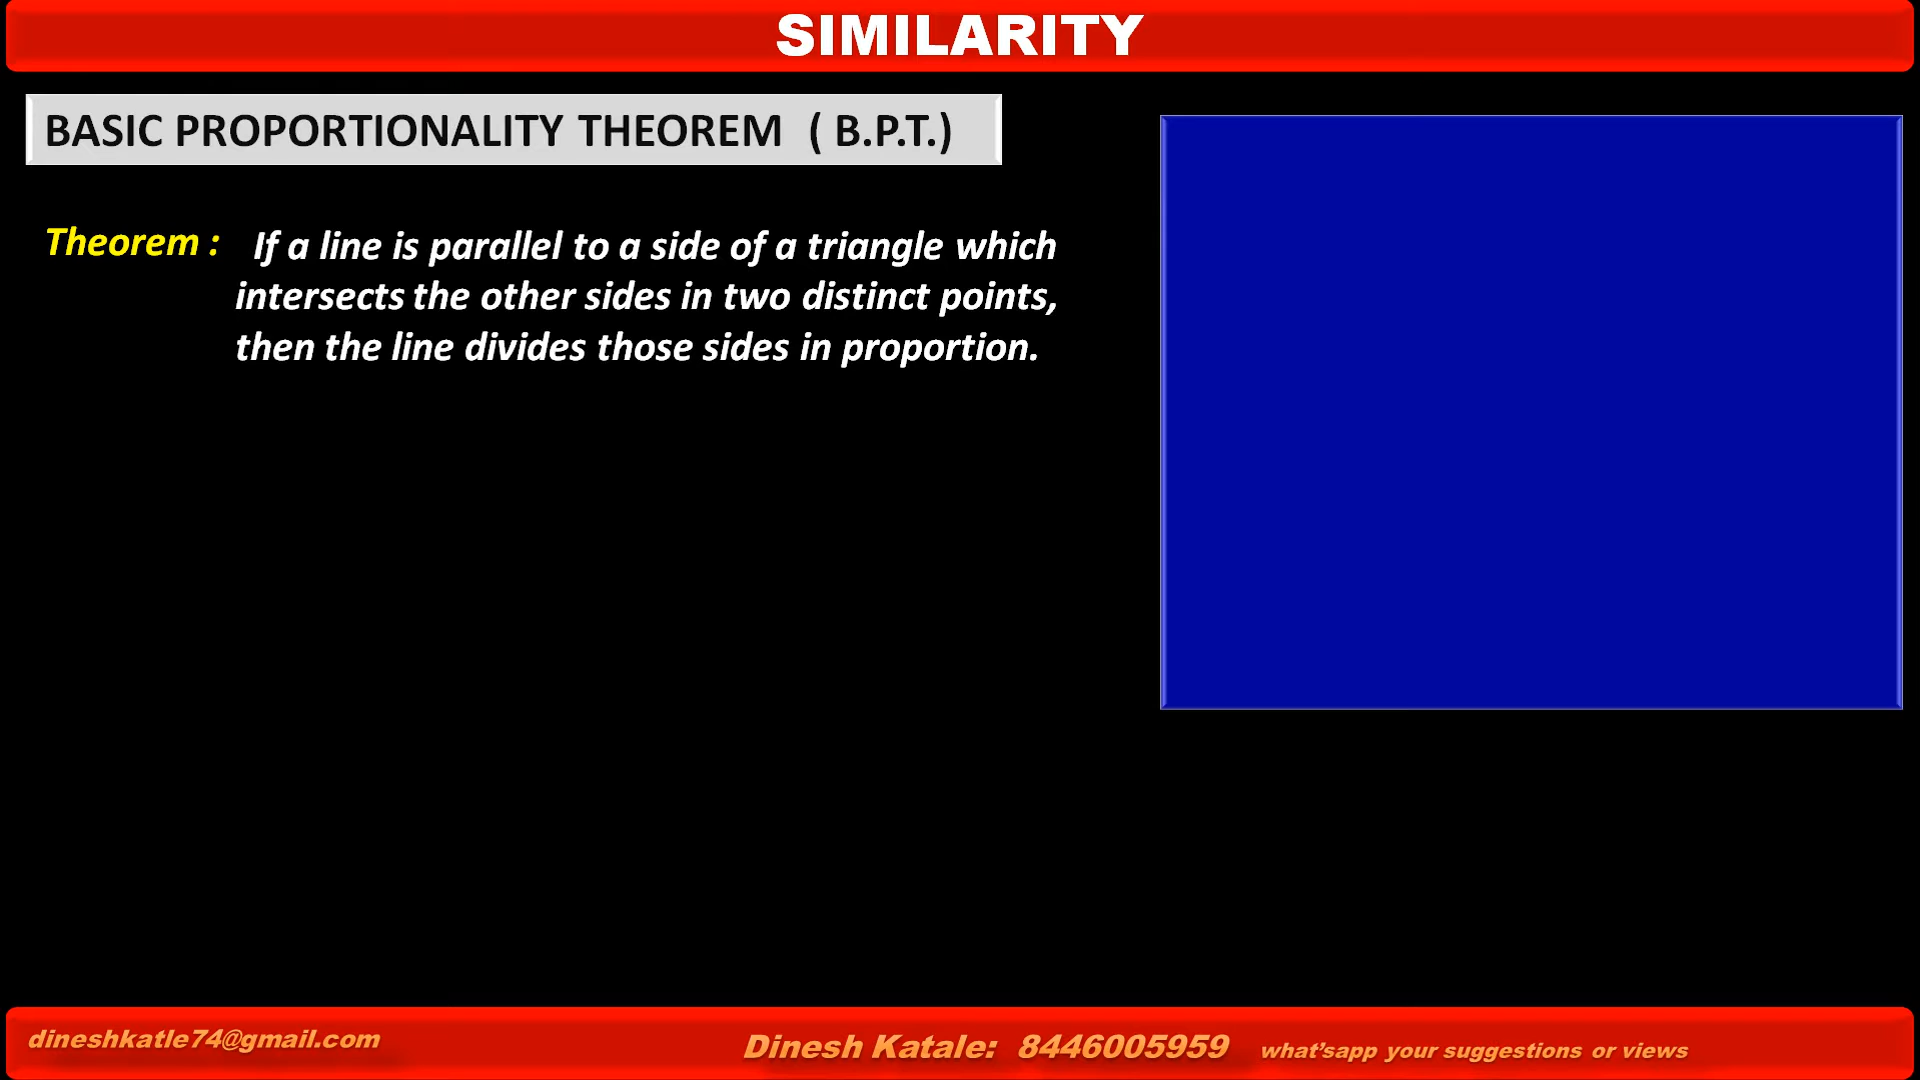 SIMILARITY
BASIC PROPORTIONALITY THEOREM ( B.P.T.)
Theorem : If a line is parallel to a side of a triangle which
intersects the other sides in two distinct points,
then the line divides those sides in proportion.
dineshkatle74@gmail.com Dinesh Katale: 8446005959 what'sapp your suggestions or views